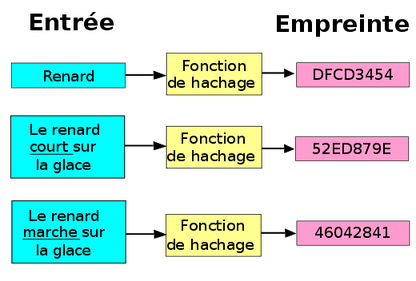 Entrée
Empreinte
Renard
Fonction
de hachage
DFCD3454
Le renard
court sur
la glace
Fonction
de hachage
52ED879E
Le renard
marche sur
la glace
Fonction
de hachage
46042841